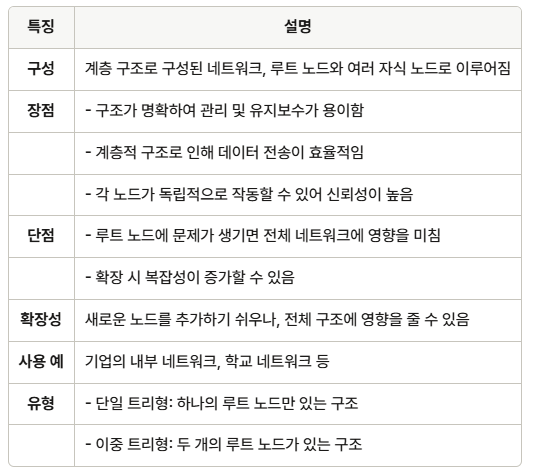 특징 설명
구성 계층 구조로 구성된 네트워크, 루트 노드와 여러 자식 노드로 이루어짐
장점 - 구조가 명확하여 관리 및 유지보수가 용이함
- 계층적 구조로 인해 데이터 전송이 효율적임
- 각 노드가 독립적으로 작동할 수 있어 신뢰성이 높음
단점 - 루트 노드에 문제가 생기면 전체 네트워크에 영향을 미침
- 확장 시 복잡성이 증가할 수 있음
확장성 새로운 노드를 추가하기 쉬우나, 전체 구조에 영향을 줄 수 있음
사용 예 기업의 내부 네트워크, 학교 네트워크 등
유형 - 단일 트리형: 하나의 루트 노드만 있는 구조
- 이중 트리형: 두 개의 루트 노드가 있는 구조